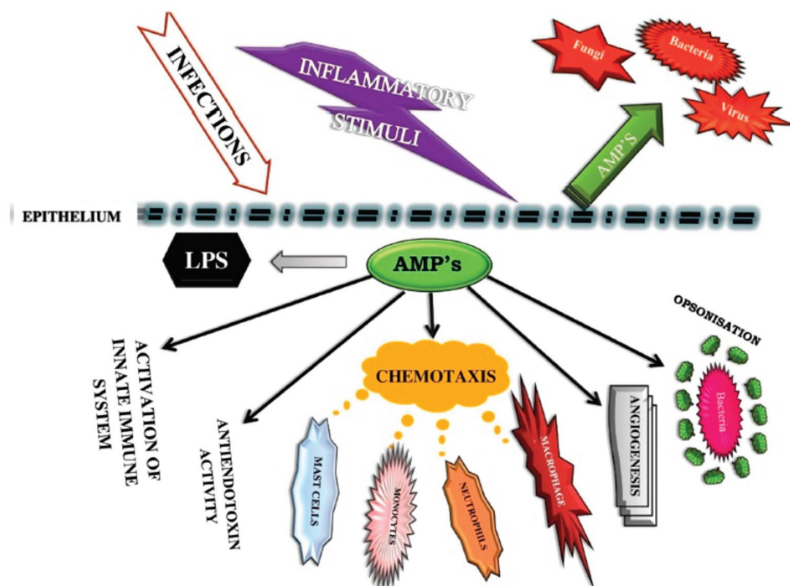 INFECTIONS
INFLAMMATORY
STIMULI
Fungi
Bacteria
Virus
AMP'S
EPITHELIUM
LPS
AMP's
ACTIVATION OF
INNATE IMMUNE
SYSTEM
ANTIENDOTOXIN
ACTIVITY
CHEMOTAXIS
MAST CELLS
MONOCYTES
NEUTROPHILS
MACROPHAGE
ANGIOGENESIS
OPSONISATION
Bacteria